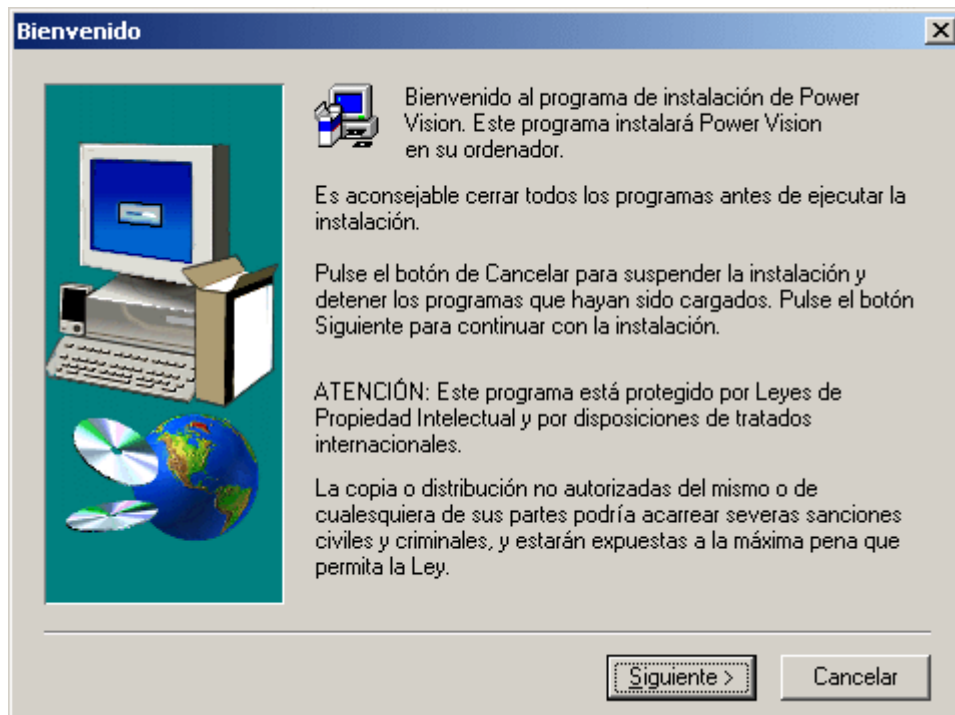 Bienvenido
Bienvenido al programa de instalación de Power
Vision. Este programa instalará Power Vision
en su ordenador.
Es aconsejable cerrar todos los programas antes de ejecutar la
instalación.
Pulse el botón de Cancelar para suspender la instalación y
detener los programas que hayan sido cargados. Pulse el botón
Siguiente para continuar con la instalación.
ATENCIÓN: Este programa está protegido por Leyes de
Propiedad Intelectual y por disposiciones de tratados
internacionales.
La copia o distribución no autorizadas del mismo o de
cualesquiera de sus partes podría acarrear severas sanciones
civiles y criminales, y estarán expuestas a la máxima pena que
permita la Ley.
Siguiente >
Cancelar